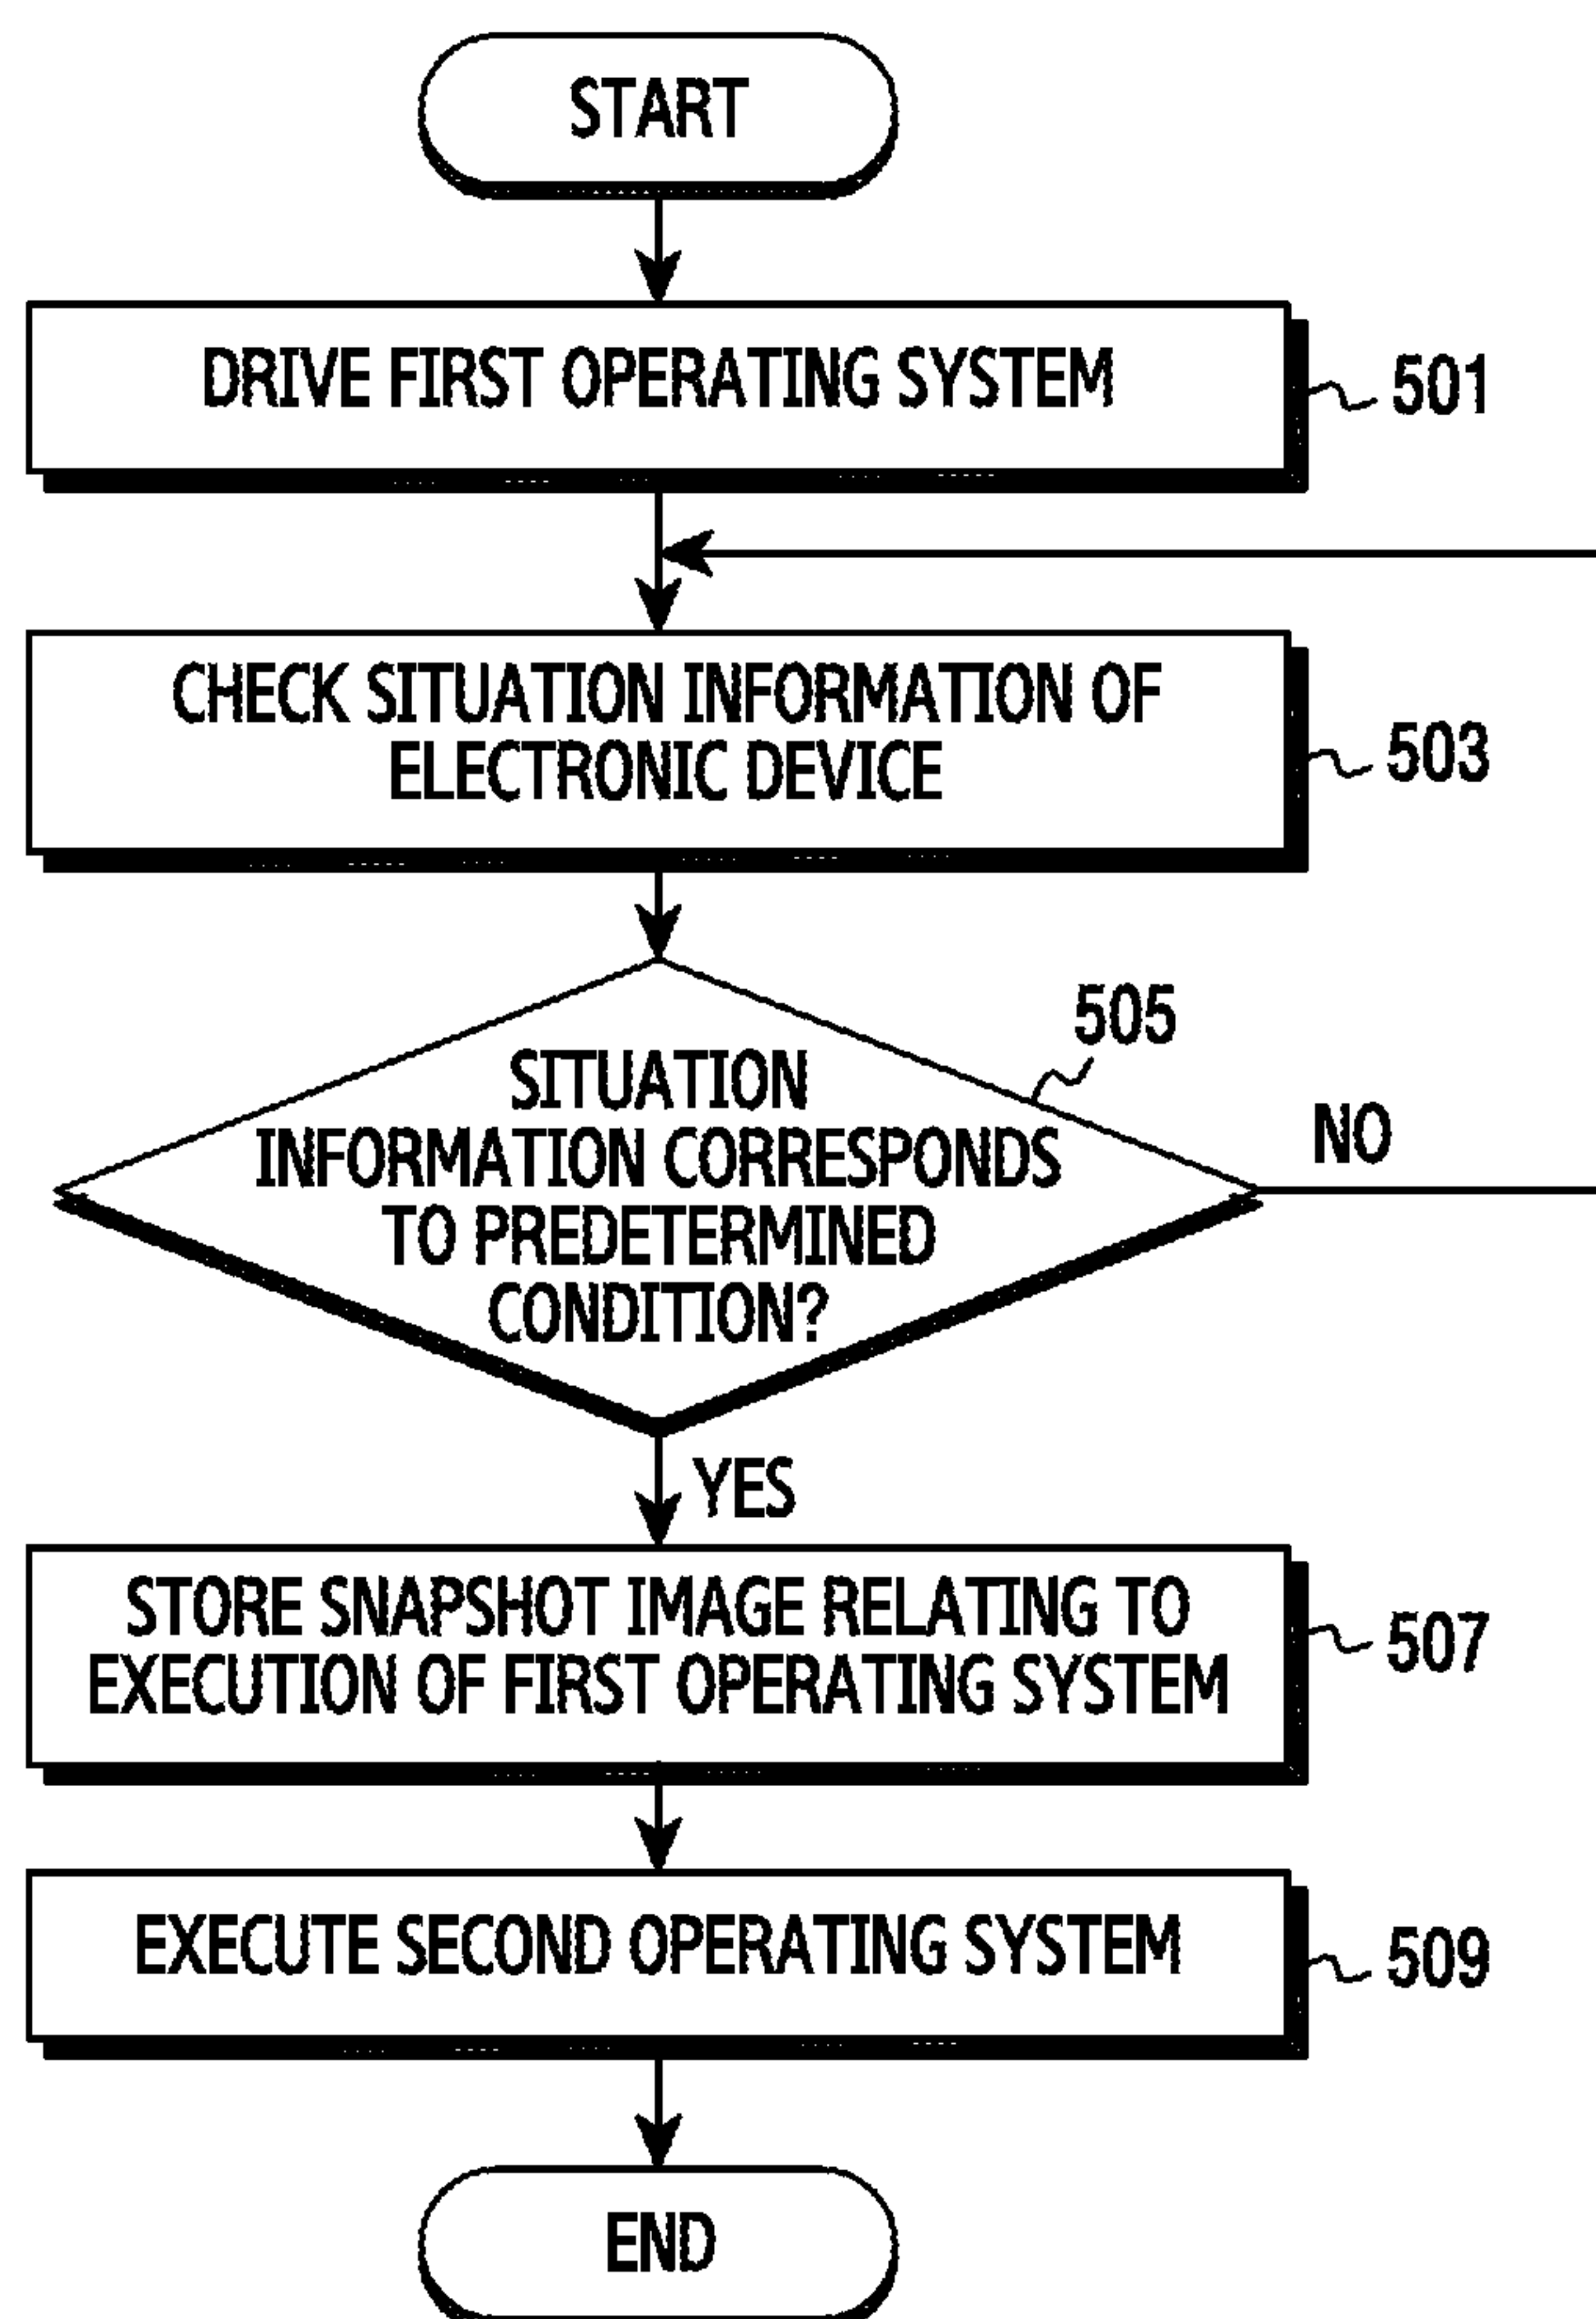 START
DRIVE FIRST OPERATING SYSTEM
501
CHECK SITUATION INFORMATION OF
ELECTRONIC DEVICE
503
505
SITUATION
INFORMATION CORRESPONDS
TO PREDETERMINED
CONDITION?
NO
YES
STORE SNAPSHOT IMAGE RELATING TO
EXECUTION OF FIRST OPERATING SYSTEM
507
EXECUTE SECOND OPERATING SYSTEM
509
END